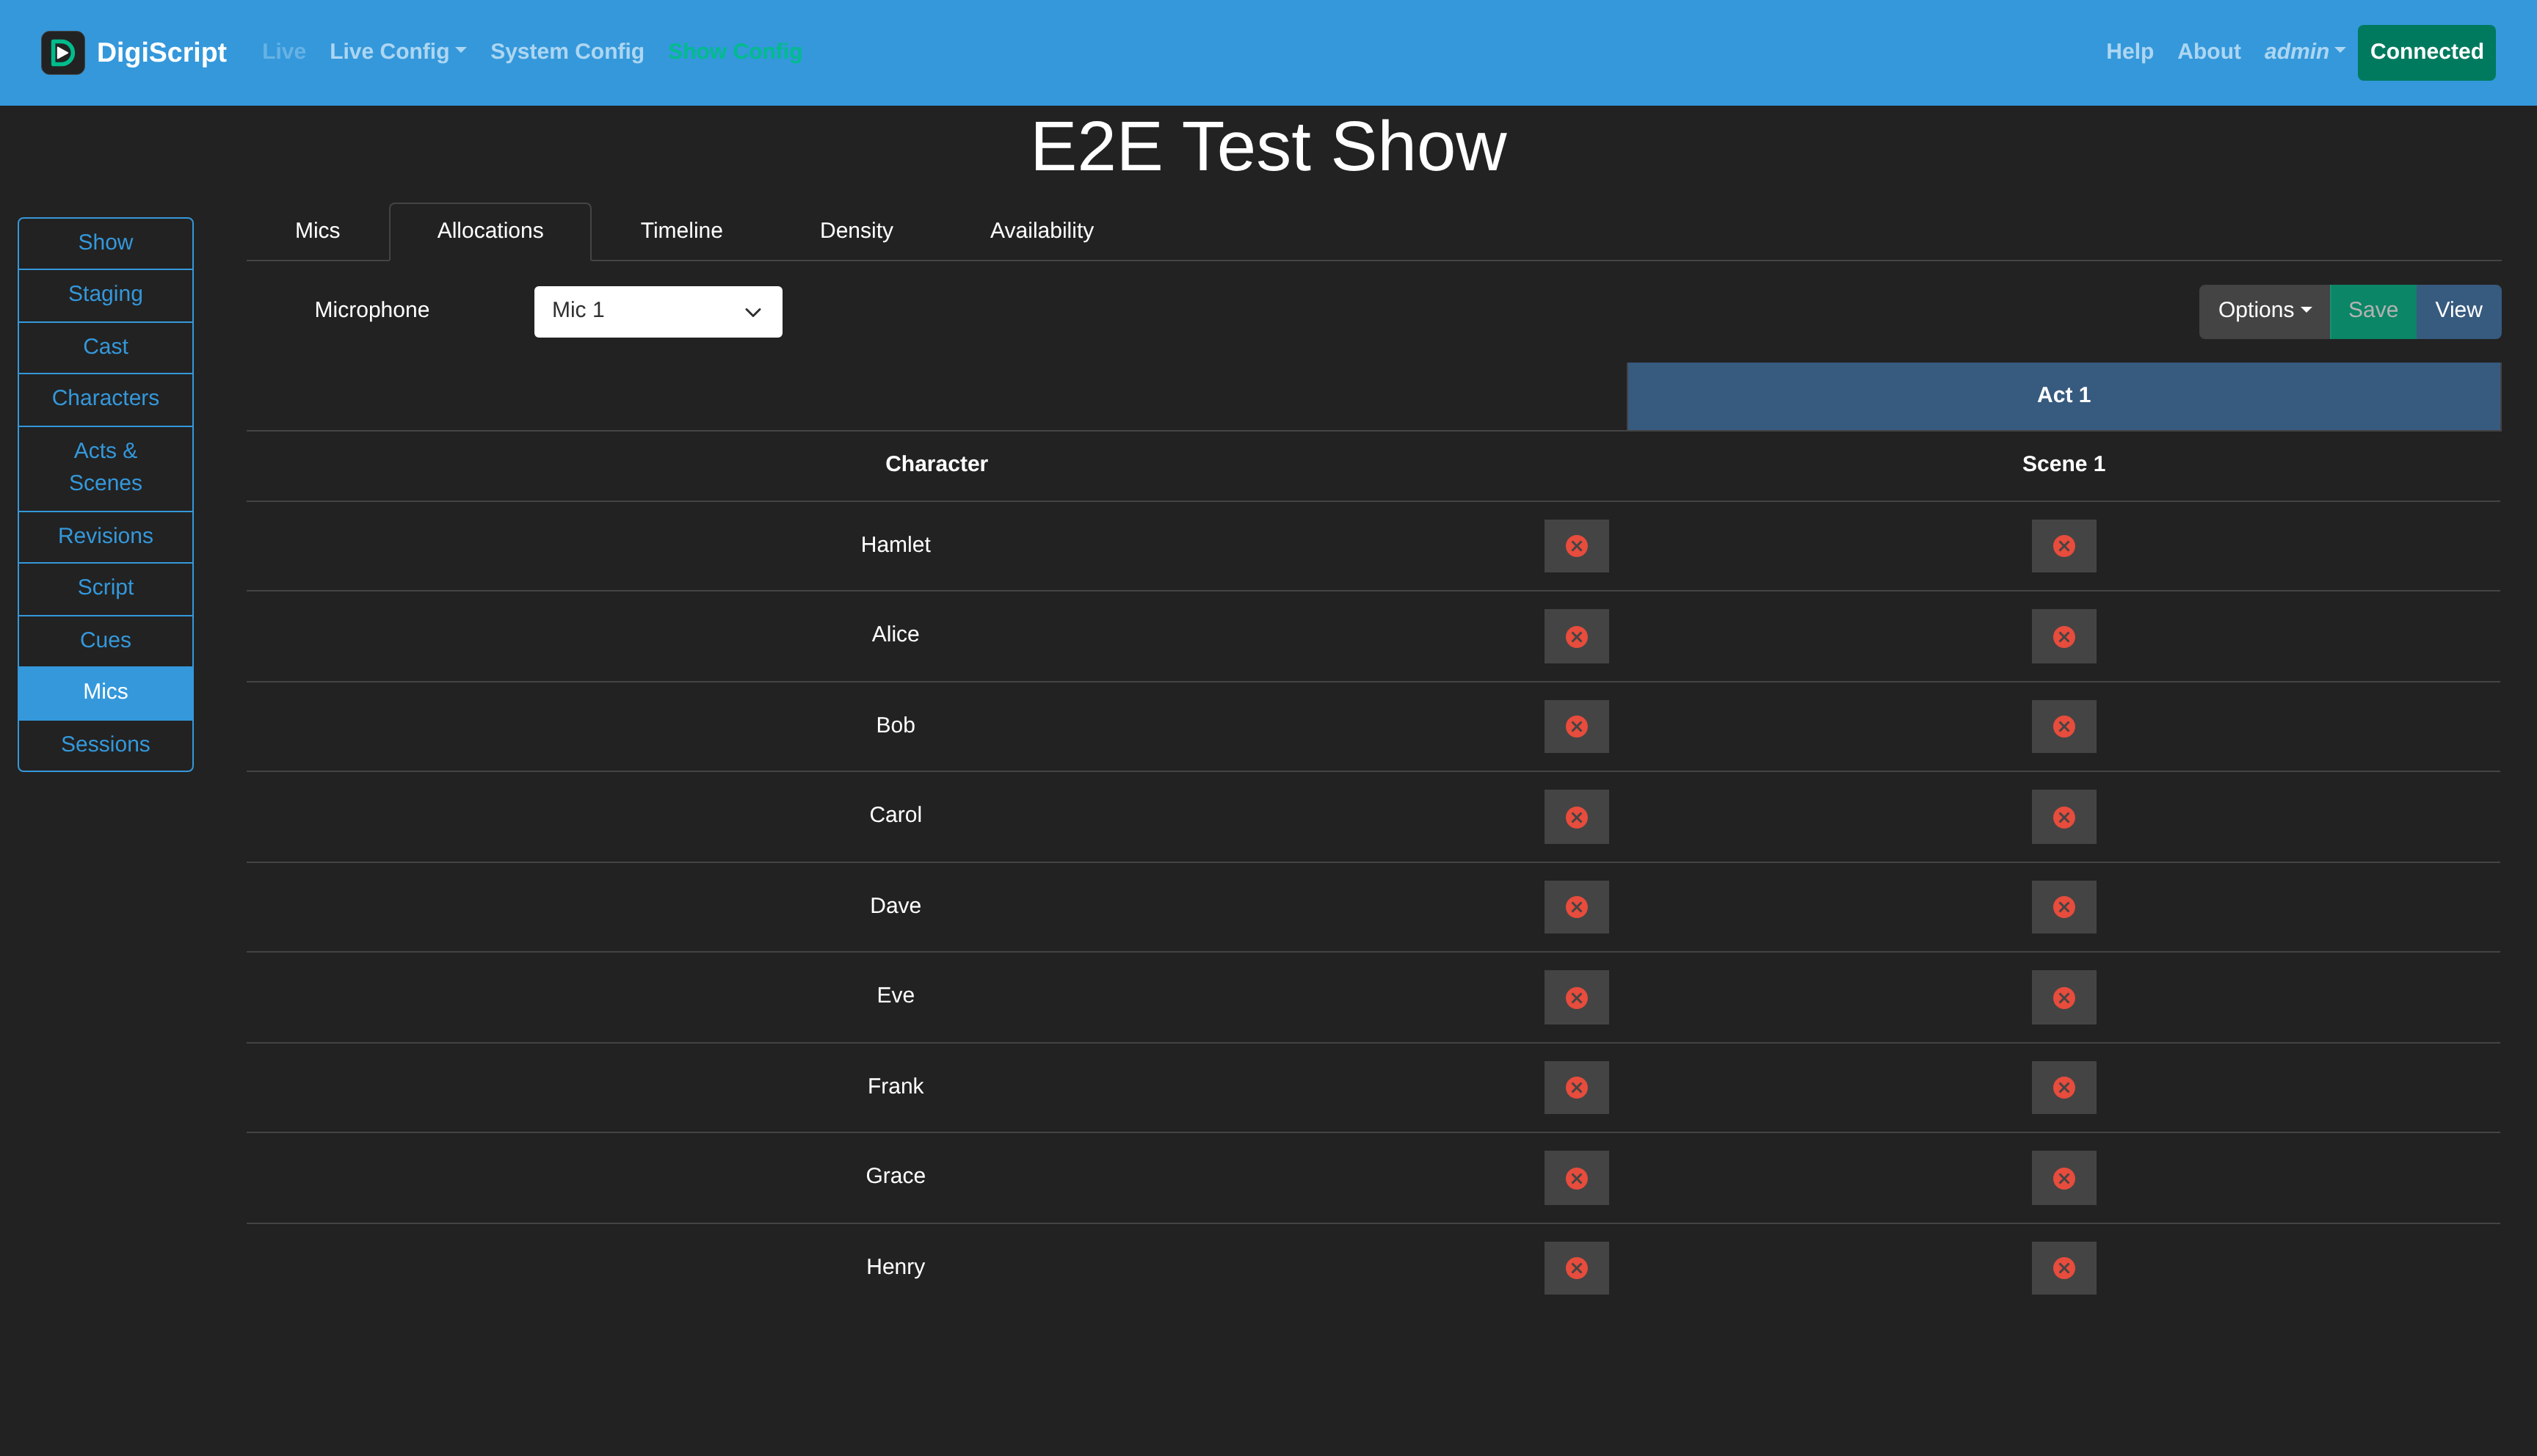 DigiScript Live Live Config System Config Show Config Help About admin Connected
E2E Test Show
Show
Staging
Cast
Characters
Acts &
Scenes
Revisions
Script
Cues
Mics
Sessions
Mics Allocations Timeline Density Availability
Microphone Mic 1 Options Save View
Act 1
Character Scene 1
Hamlet
Alice
Bob
Carol
Dave
Eve
Frank
Grace
Henry